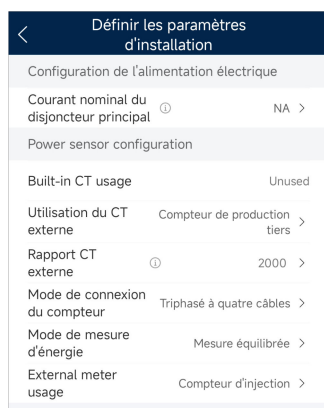 Définir les paramètres
d'installation
Configuration de l'alimentation électrique
Courant nominal du
disjoncteur principal
NA
Power sensor configuration
Built-in CT usage
Unused
Utilisation du CT
externe
Compteur de production
tiers
Rapport CT
externe
2000
Mode de connexion
du compteur
Triphasé à quatre câbles
Mode de mesure
d'énergie
Mesure équilibrée
External meter
usage
Compteur d'injection